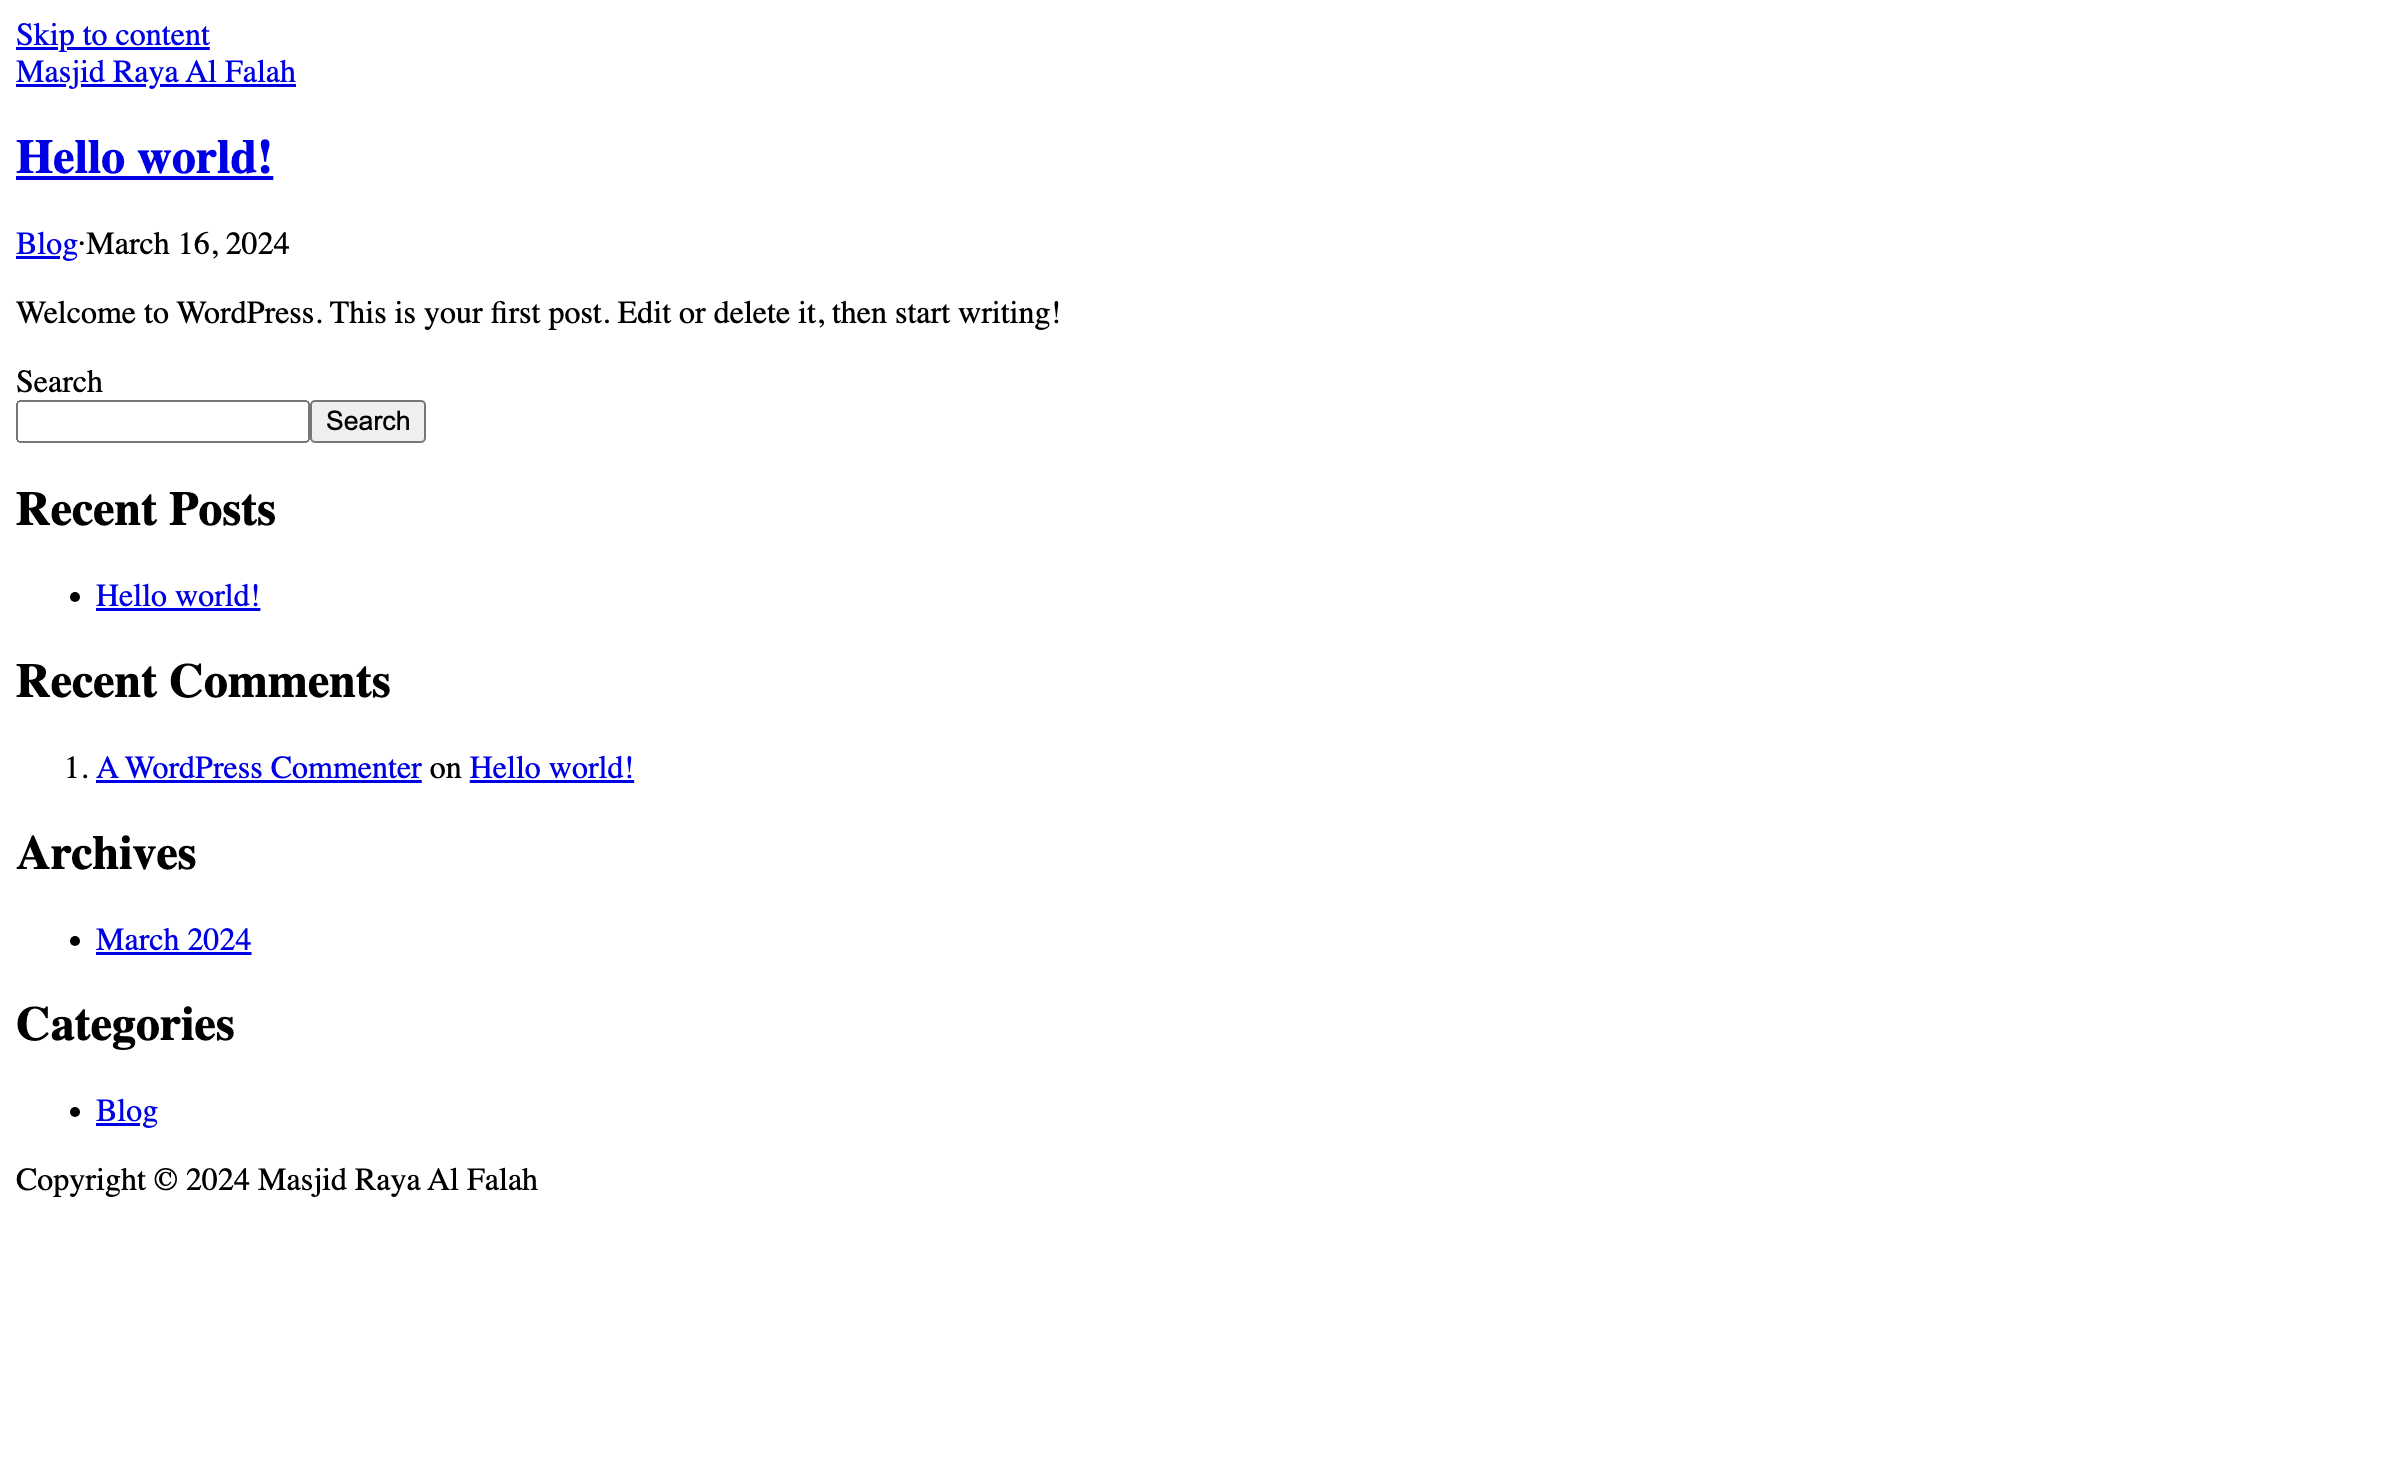 Skip to content
Masjid Raya Al Falah
Hello world!
Blog·March 16, 2024
Welcome to WordPress. This is your first post. Edit or delete it, then start writing!
Search
Search
Recent Posts
• Hello world!
Recent Comments
1. A WordPress Commenter on Hello world!
Archives
• March 2024
Categories
• Blog
Copyright © 2024 Masjid Raya Al Falah